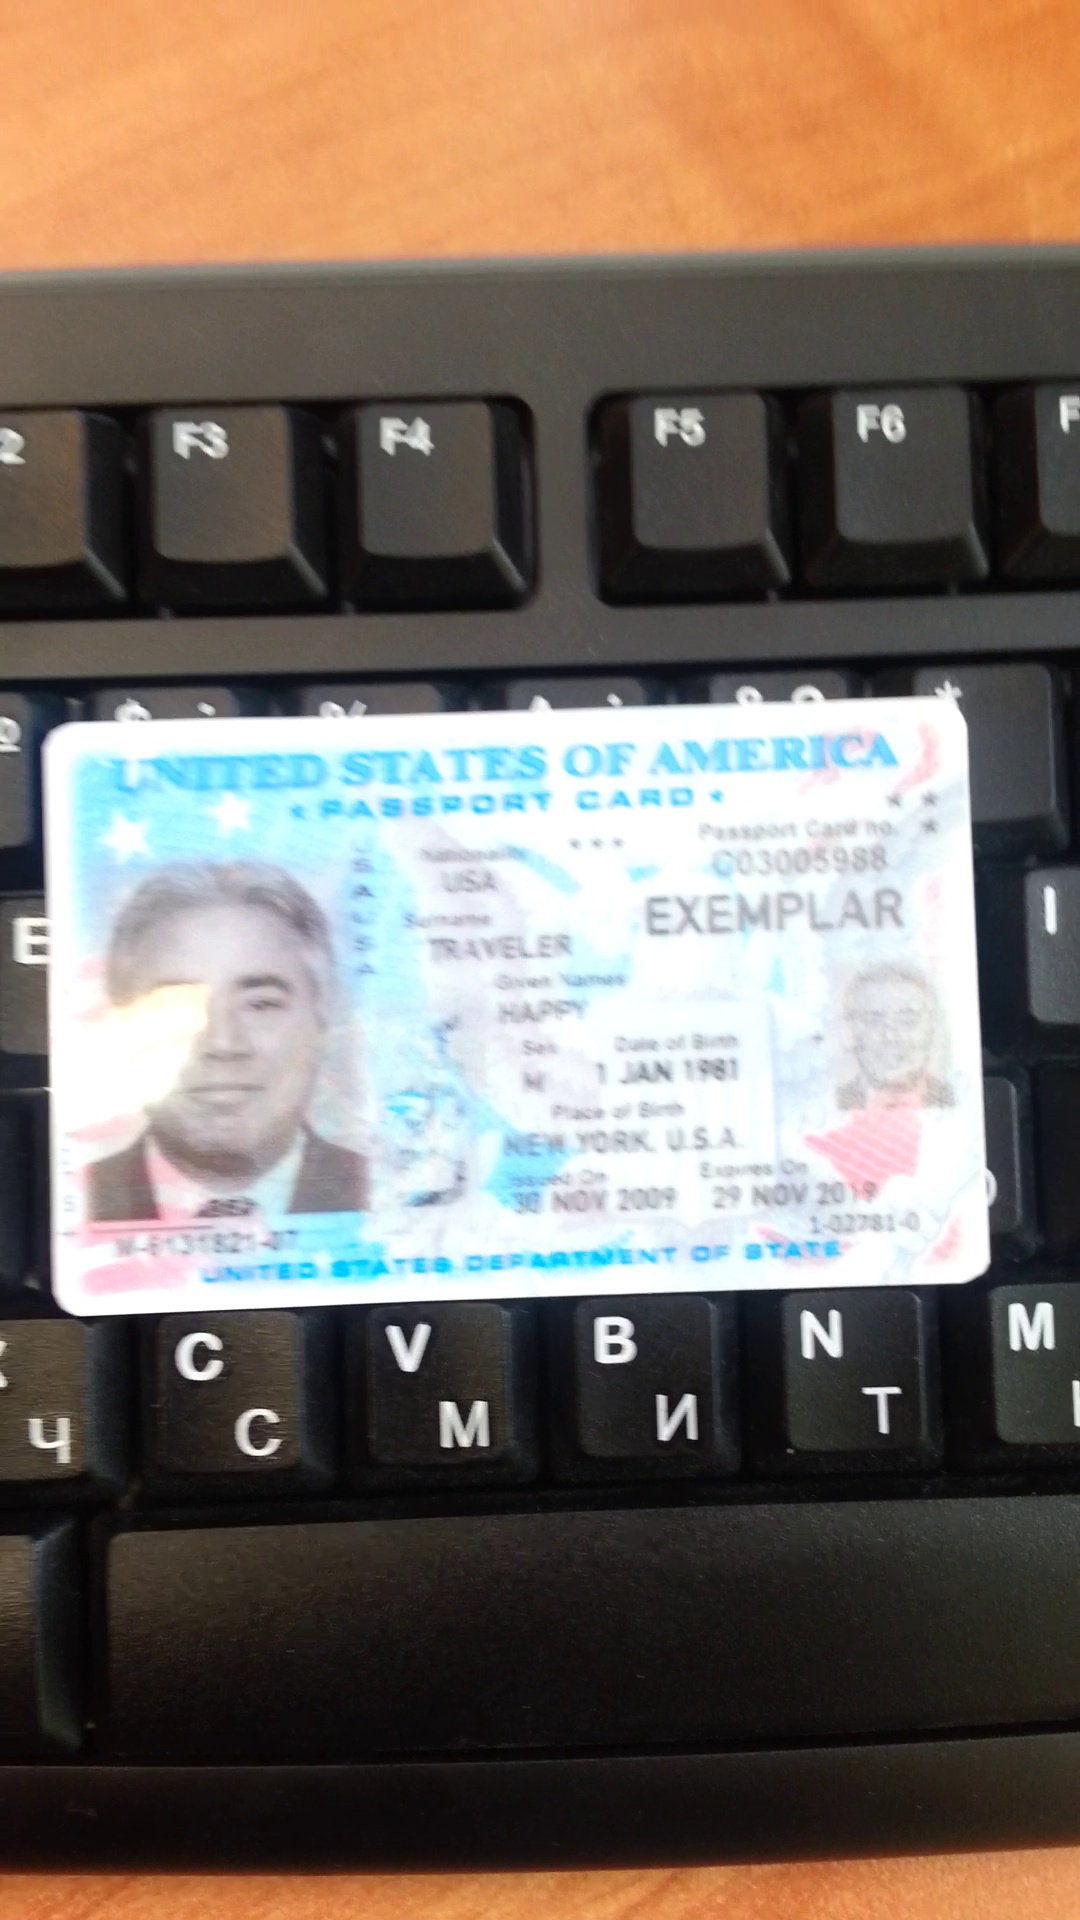 F3 F4 F5 F6
UNITED STATES OF AMERICA
PASSPORT CARD
USA USA
Nationality
USA
Passport Card no.
C03005988
EXEMPLAR
Surname
TRAVELER
Given Names
HAPPY
Sex
M
Date of Birth
1 JAN 1981
Place of Birth
NEW YORK, U.S.A.
Issued On
30 NOV 2009
Expires On
29 NOV 2019
1-02781-0
UNITED STATES DEPARTMENT OF STATE
C V B N M
Ч С М И Т